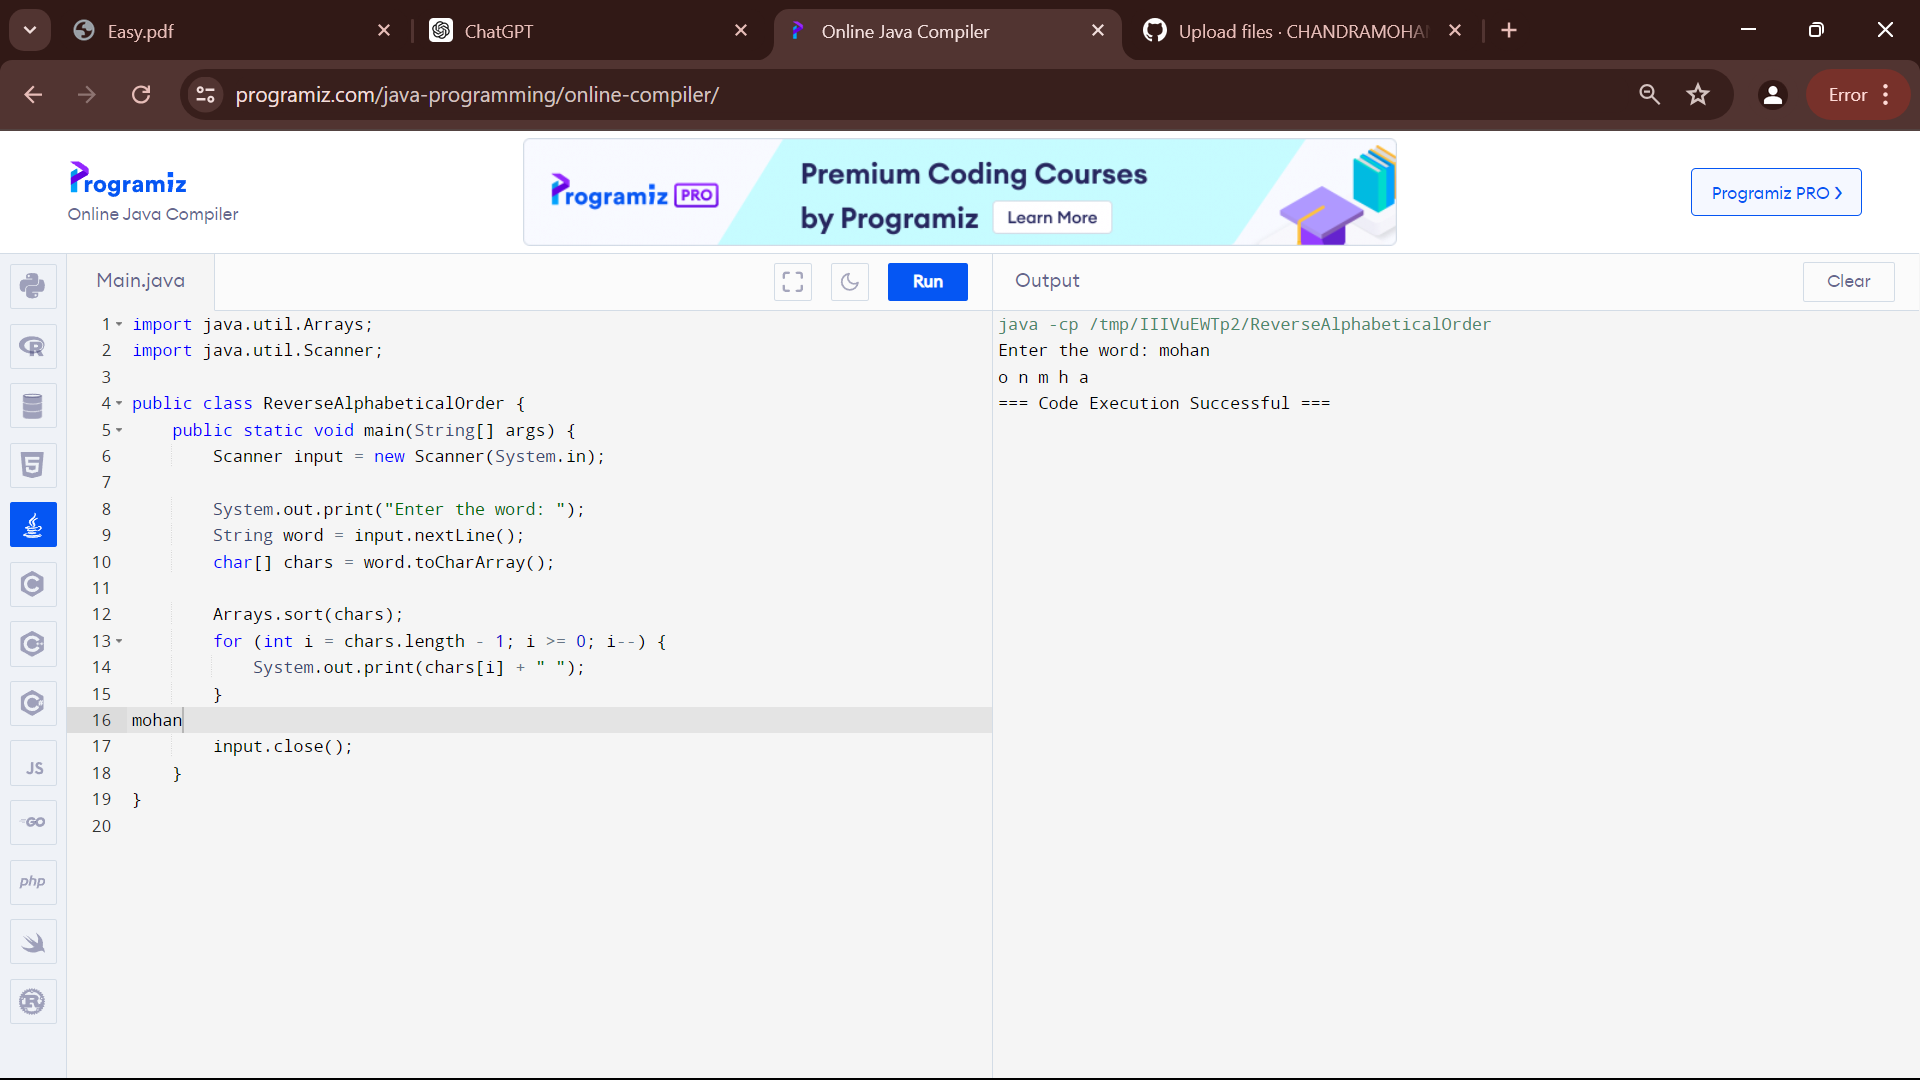 Easy.pdf
ChatGPT
Online Java Compiler
Upload files · CHANDRAMOHA
programiz.com/java-programming/online-compiler/
Error
Programiz
Online Java Compiler
Programiz PRO
Premium Coding Courses
by Programiz
Learn More
Programiz PRO
Main.java
Run
Output
Clear
1 import java.util.Arrays;
2 import java.util.Scanner;
3
4 public class ReverseAlphabeticalOrder {
5     public static void main(String[] args) {
6         Scanner input = new Scanner(System.in);
7
8         System.out.print("Enter the word: ");
9         String word = input.nextLine();
10         char[] chars = word.toCharArray();
11
12         Arrays.sort(chars);
13         for (int i = chars.length - 1; i >= 0; i--) {
14             System.out.print(chars[i] + " ");
15         }
16 mohan
17         input.close();
18     }
19 }
20
java -cp /tmp/IIIVuEWTp2/ReverseAlphabeticalOrder
Enter the word: mohan
o n m h a
=== Code Execution Successful ===
R
5
C
C
C
JS
GO
php
R